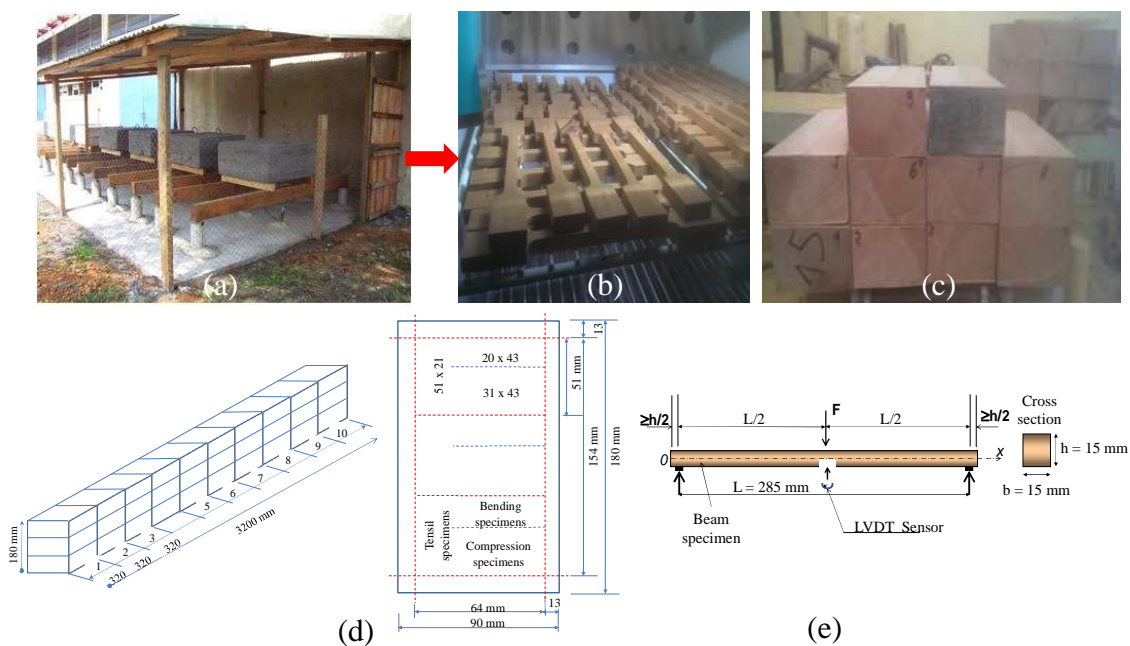 (a)
(b)
(c)
180 mm
1
2
3
5
6
7
8
9
10
320
320
320
3200 mm
(d)
13
51 x 21
20 x 43
31 x 43
51 mm
154 mm
180 mm
Tensil
specimens
Bending
specimens
Compression
specimens
64 mm
13
90 mm
≥h/2
L/2
F
L/2
≥h/2
Cross
section
0
x
h = 15 mm
b = 15 mm
L = 285 mm
Beam
specimen
LVDT Sensor
(e)